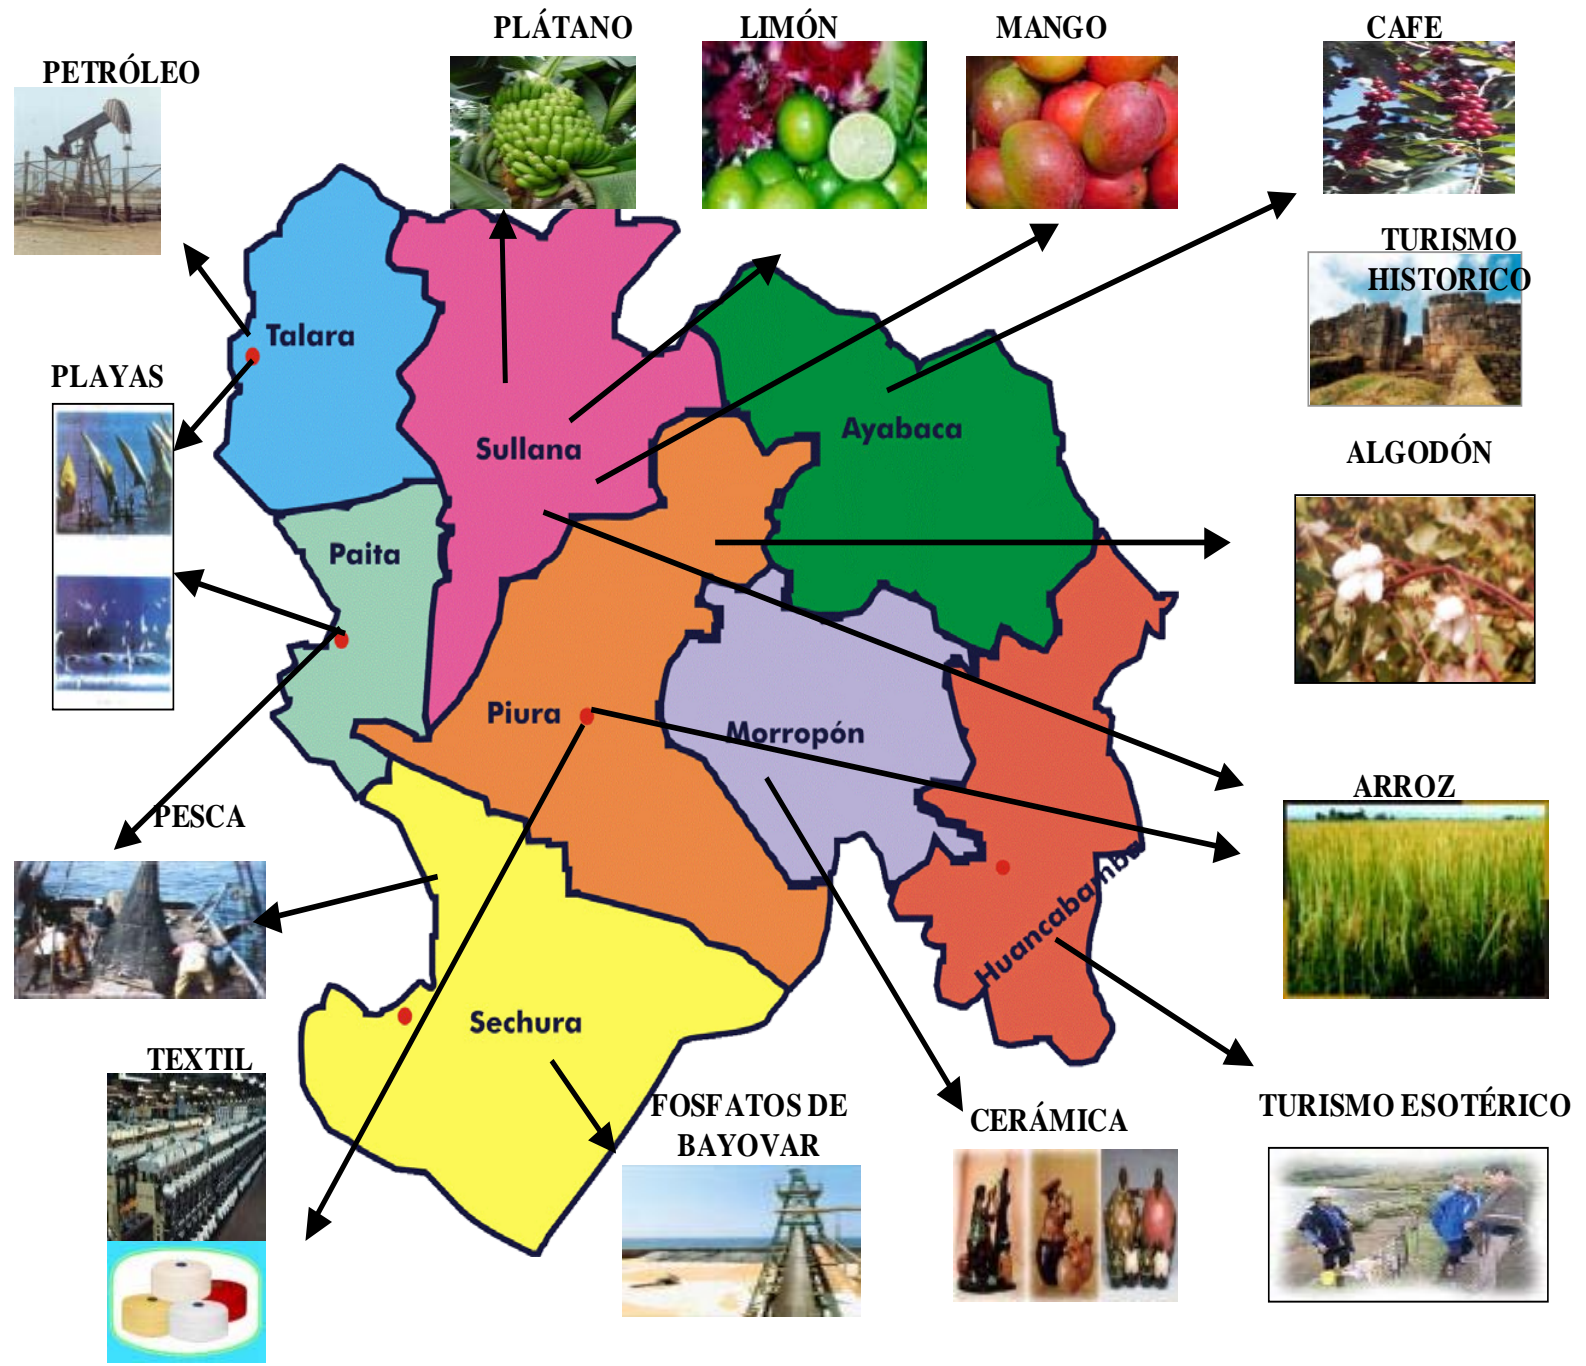 PLÁTANO
LIMÓN
MANGO
CAFE
PETRÓLEO
TURISMO
HISTORICO
Talara
PLAYAS
Sullana
Ayabaca
ALGODÓN
Paita
Piura
Morropón
PESCA
ARROZ
Huancabamba
Sechura
TEXTIL
FOSFATOS DE
BAYOVAR
CERÁMICA
TURISMO ESOTÉRICO